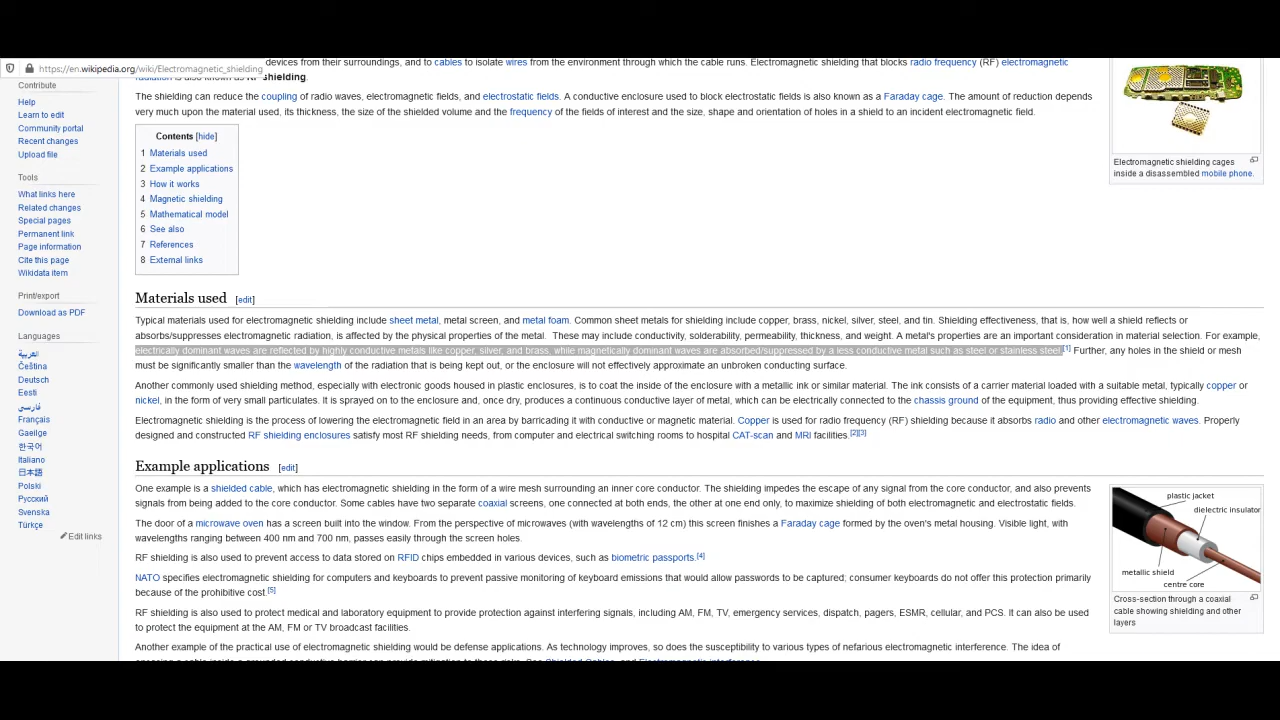 https://en.wikipedia.org/wiki/Electromagnetic_shielding
devices from their surroundings, and to cables to isolate wires from the environment through which the cable runs. Electromagnetic shielding that blocks radio frequency (RF) electromagnetic
radiation is also known as RF shielding.
The shielding can reduce the coupling of radio waves, electromagnetic fields, and electrostatic fields. A conductive enclosure used to block electrostatic fields is also known as a Faraday cage. The amount of reduction depends
very much upon the material used, its thickness, the size of the shielded volume and the frequency of the fields of interest and the size, shape and orientation of holes in a shield to an incident electromagnetic field.
Contribute
Help
Learn to edit
Community portal
Recent changes
Upload file
Tools
What links here
Related changes
Special pages
Permanent link
Page information
Cite this page
Wikidata item
Print/export
Download as PDF
Languages
العربية
Čeština
Deutsch
Eesti
فارسی
Français
Gaeilge
한국어
Italiano
日本語
Polski
Русский
Svenska
Türkçe
Edit links
Contents [hide]
1 Materials used
2 Example applications
3 How it works
4 Magnetic shielding
5 Mathematical model
6 See also
7 References
8 External links
Electromagnetic shielding cages
inside a disassembled mobile phone.
Materials used [edit]
Typical materials used for electromagnetic shielding include sheet metal, metal screen, and metal foam. Common sheet metals for shielding include copper, brass, nickel, silver, steel, and tin. Shielding effectiveness, that is, how well a shield reflects or
absorbs/suppresses electromagnetic radiation, is affected by the physical properties of the metal. These may include conductivity, solderability, permeability, thickness, and weight. A metal's properties are an important consideration in material selection. For example,
electrically dominant waves are reflected by highly conductive metals like copper, silver, and brass, while magnetically dominant waves are absorbed/suppressed by a less conductive metal such as steel or stainless steel.[1] Further, any holes in the shield or mesh
must be significantly smaller than the wavelength of the radiation that is being kept out, or the enclosure will not effectively approximate an unbroken conducting surface.
Another commonly used shielding method, especially with electronic goods housed in plastic enclosures, is to coat the inside of the enclosure with a metallic ink or similar material. The ink consists of a carrier material loaded with a suitable metal, typically copper or
nickel, in the form of very small particulates. It is sprayed on to the enclosure and, once dry, produces a continuous conductive layer of metal, which can be electrically connected to the chassis ground of the equipment, thus providing effective shielding.
Electromagnetic shielding is the process of lowering the electromagnetic field in an area by barricading it with conductive or magnetic material. Copper is used for radio frequency (RF) shielding because it absorbs radio and other electromagnetic waves. Properly
designed and constructed RF shielding enclosures satisfy most RF shielding needs, from computer and electrical switching rooms to hospital CAT-scan and MRI facilities.[2][3]
Example applications [edit]
One example is a shielded cable, which has electromagnetic shielding in the form of a wire mesh surrounding an inner core conductor. The shielding impedes the escape of any signal from the core conductor, and also prevents
signals from being added to the core conductor. Some cables have two separate coaxial screens, one connected at both ends, the other at one end only, to maximize shielding of both electromagnetic and electrostatic fields.
The door of a microwave oven has a screen built into the window. From the perspective of microwaves (with wavelengths of 12 cm) this screen finishes a Faraday cage formed by the oven's metal housing. Visible light, with
wavelengths ranging between 400 nm and 700 nm, passes easily through the screen holes.
RF shielding is also used to prevent access to data stored on RFID chips embedded in various devices, such as biometric passports.[4]
NATO specifies electromagnetic shielding for computers and keyboards to prevent passive monitoring of keyboard emissions that would allow passwords to be captured; consumer keyboards do not offer this protection primarily
because of the prohibitive cost.[5]
RF shielding is also used to protect medical and laboratory equipment to provide protection against interfering signals, including AM, FM, TV, emergency services, dispatch, pagers, ESMR, cellular, and PCS. It can also be used
to protect the equipment at the AM, FM or TV broadcast facilities.
Another example of the practical use of electromagnetic shielding would be defense applications. As technology improves, so does the susceptibility to various types of nefarious electromagnetic interference. The idea of
plastic jacket
dielectric insulator
metallic shield
centre core
Cross-section through a coaxial
cable showing shielding and other
layers